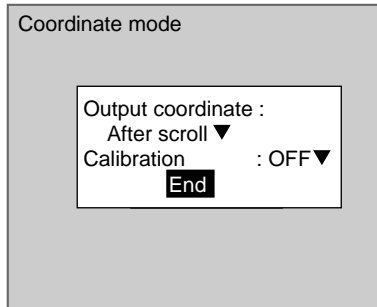 Coordinate mode
Output coordinate :
After scroll ▼
Calibration : OFF▼
End